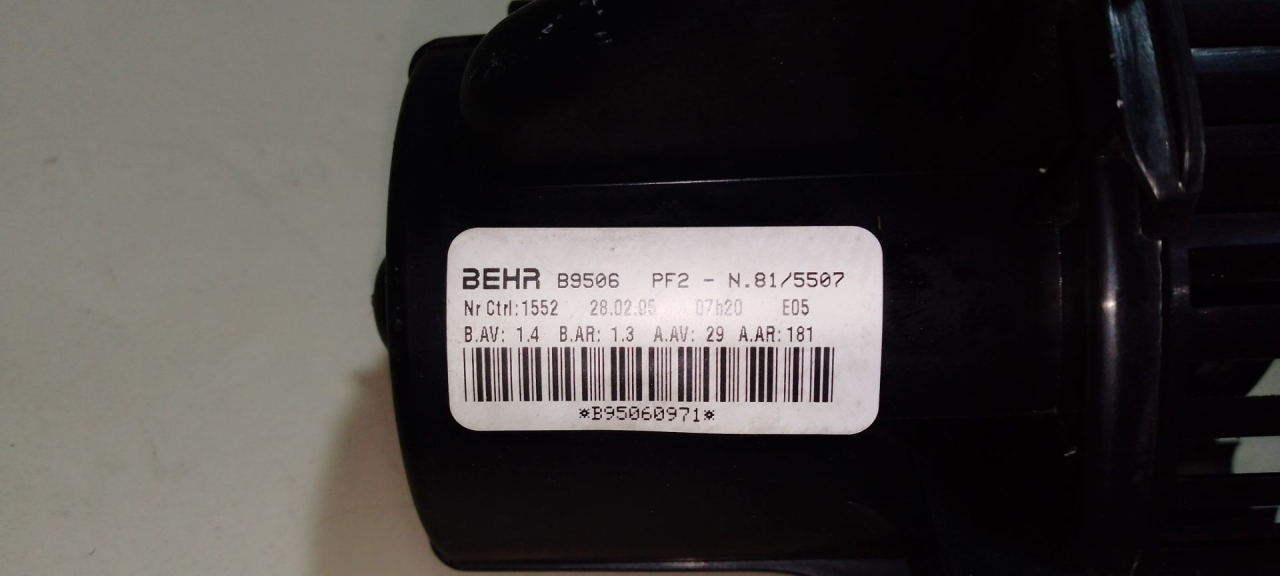 BEHR B9506 PF2 - N.81/5507
Nr Ctrl:1552 28.02.05 07h20 E05
B.AV: 1.4 B.AR: 1.3 A.AV: 29 A.AR: 181
*B95060971*